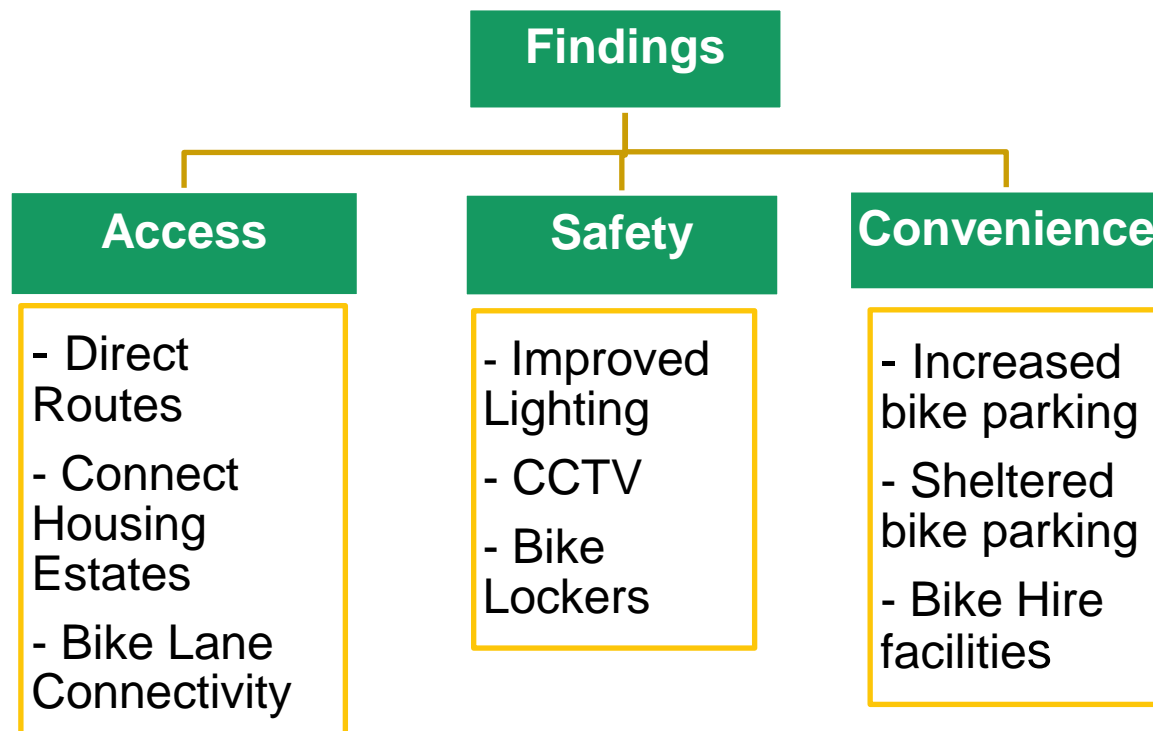 Findings
Access
- Direct
Routes
- Connect
Housing
Estates
- Bike Lane
Connectivity
Safety
- Improved
Lighting
- CCTV
- Bike
Lockers
Convenience
- Increased
bike parking
- Sheltered
bike parking
- Bike Hire
facilities